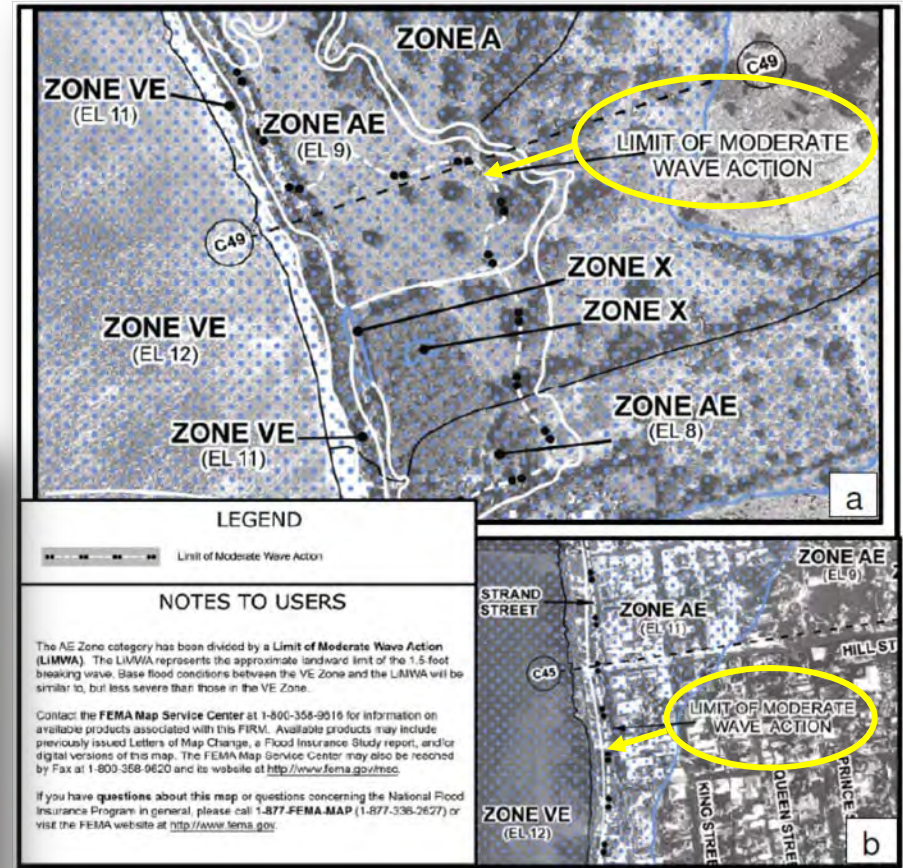 ZONE A
C49
ZONE VE
(EL 11)
ZONE AE
(EL 9)
LIMIT OF MODERATE
WAVE ACTION
C49
ZONE X
ZONE VE
(EL 12)
ZONE X
ZONE AE
(EL 8)
ZONE VE
(EL 11)
a
LEGEND
Limit of Moderate Wave Action
NOTES TO USERS
The AE Zone category has been divided by a Limit of Moderate Wave Action
(LiMWA). The LiMWA represents the approximate landward limit of the 1.5-foot
breaking wave. Base flood conditions between the VE Zone and the LiMWA will be
similar to, but less severe than those in the VE Zone.
Contact the FEMA Map Service Center at 1-800-358-9616 for information on
available products associated with this FIRM. Available products may include
previously issued Letters of Map Change, a Flood Insurance Study report, and/or
digital versions of this map. The FEMA Map Service Center may also be reached
by Fax at 1-800-358-9620 and its website at http://www.fema.gov/msc.
If you have questions about this map or questions concerning the National Flood
Insurance Program in general, please call 1-877-FEMA-MAP (1-877-336-2627) or
visit the FEMA website at http://www.fema.gov.
ZONE AE
(EL 9)
STRAND
STREET
ZONE AE
(EL 11)
HILL ST
C45
LIMIT OF MODERATE
WAVE ACTION
KING STREET
QUEEN STREET
PRINCE S
ZONE VE
(EL 12)
b